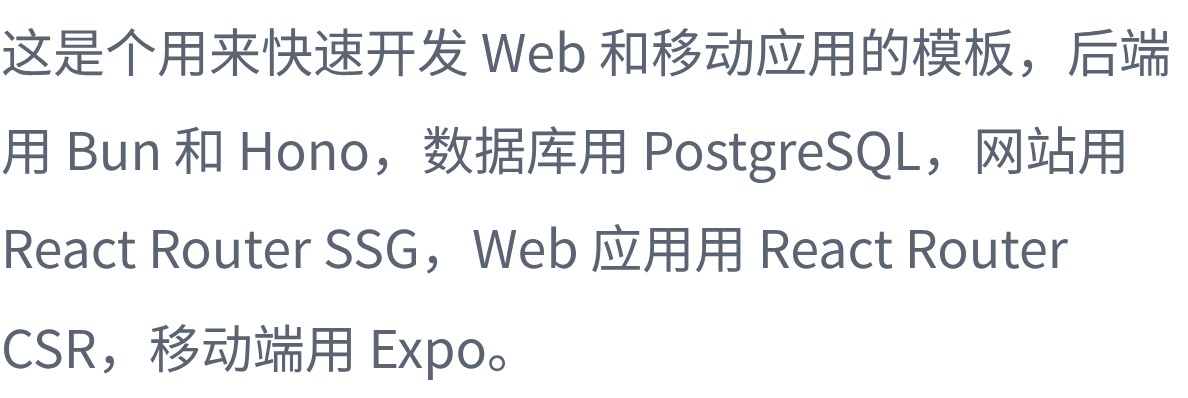 这是个用来快速开发 Web 和移动应用的模板，后端
用 Bun 和 Hono，数据库用 PostgreSQL，网站用
React Router SSG，Web 应用用 React Router
CSR，移动端用 Expo。